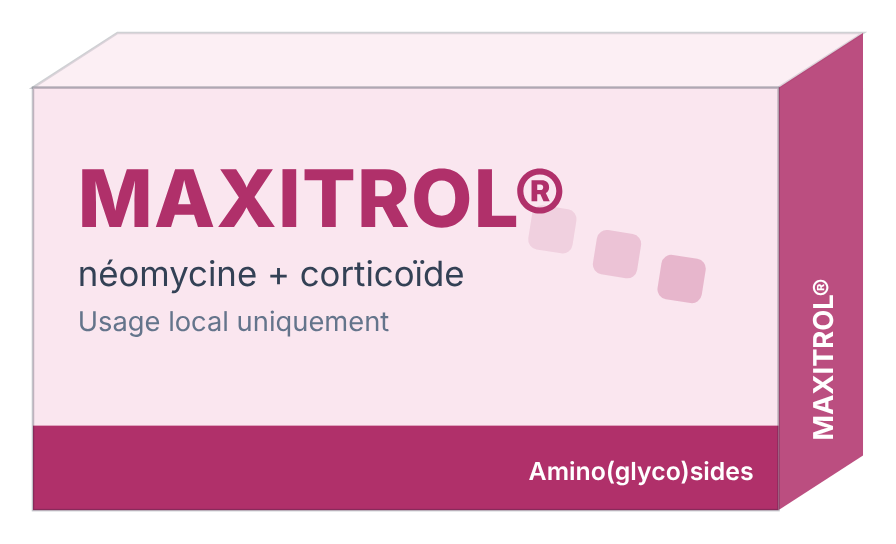 MAXITROL®
néomycine + corticoïde
Usage local uniquement
Amino(glyco)sides
MAXITROL®